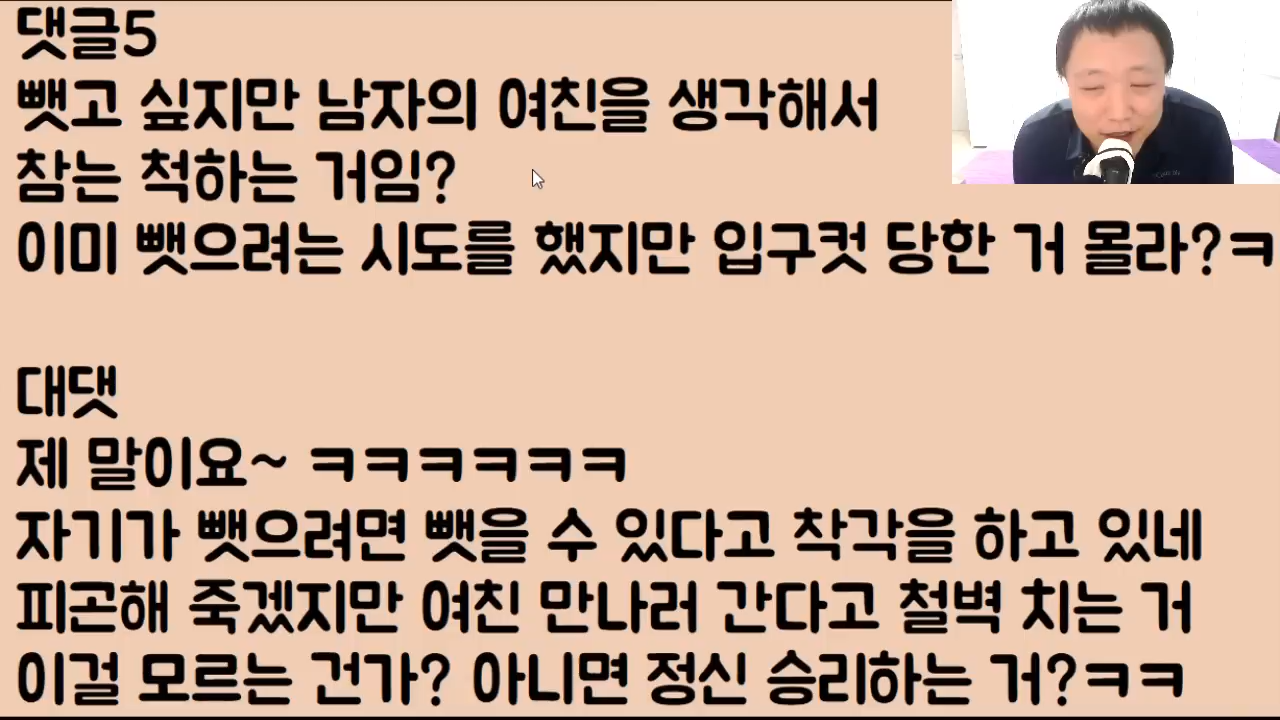 댓글5
뺏고 싶지만 남자의 여친을 생각해서
참는 척하는 거임?
이미 뺏으려는 시도를 했지만 입구컷 당한 거 몰라?ㅋ
대댓
제 말이요~ ㅋㅋㅋㅋㅋㅋ
자기가 뺏으려면 뺏을 수 있다고 착각을 하고 있네
피곤해 죽겠지만 여친 만나러 간다고 철벽 치는 거
이걸 모르는 건가? 아니면 정신 승리하는 거?ㅋㅋ